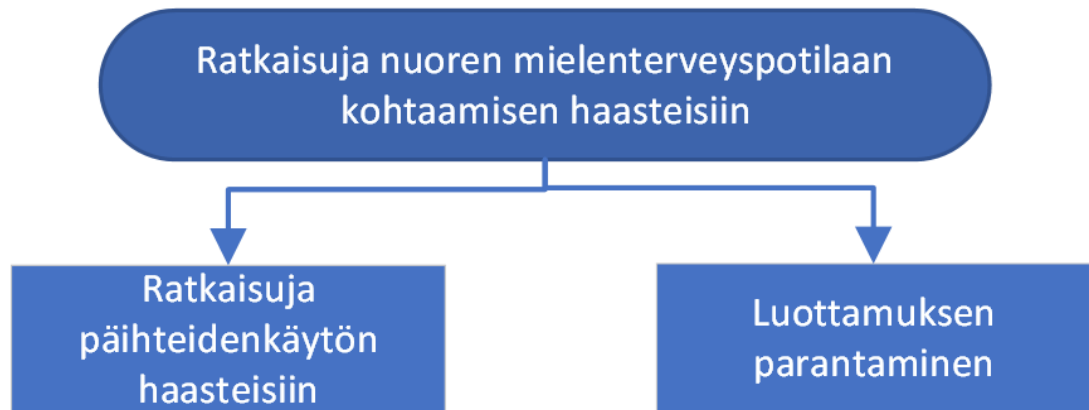 Ratkaisuja nuoren mielenterveyspotilaan
kohtaamisen haasteisiin
Ratkaisuja
päihteidenkäytön
haasteisiin
Luottamuksen
parantaminen